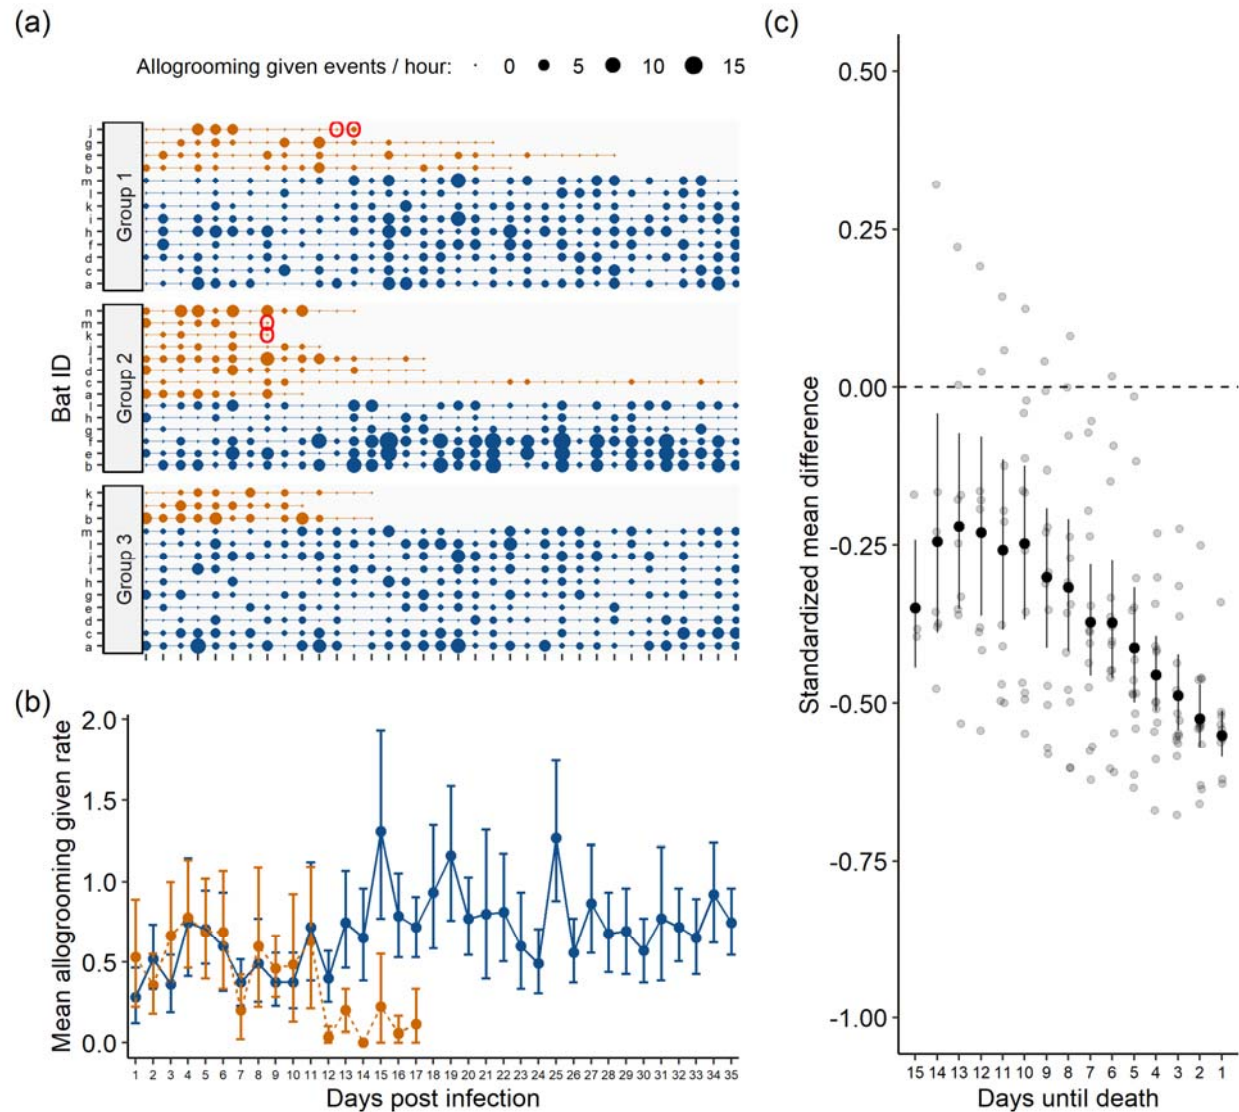 (a)
Allogrooming given events / hour: 0 5 10 15
Bat ID
Group 1
j
g
e
b
m
l
k
i
h
f
d
c
a
Group 2
n
m
k
j
i
d
c
a
l
h
g
f
e
b
Group 3
k
f
b
m
l
j
i
h
g
e
d
c
a
(b)
Mean allogrooming given rate
2.0
1.5
1.0
0.5
0.0
1 2 3 4 5 6 7 8 9 10 11 12 13 14 15 16 17 18 19 20 21 22 23 24 25 26 27 28 29 30 31 32 33 34 35
Days post infection
(c)
Standardized mean difference
0.50
0.25
0.00
-0.25
-0.50
-0.75
-1.00
15 14 13 12 11 10 9 8 7 6 5 4 3 2 1
Days until death